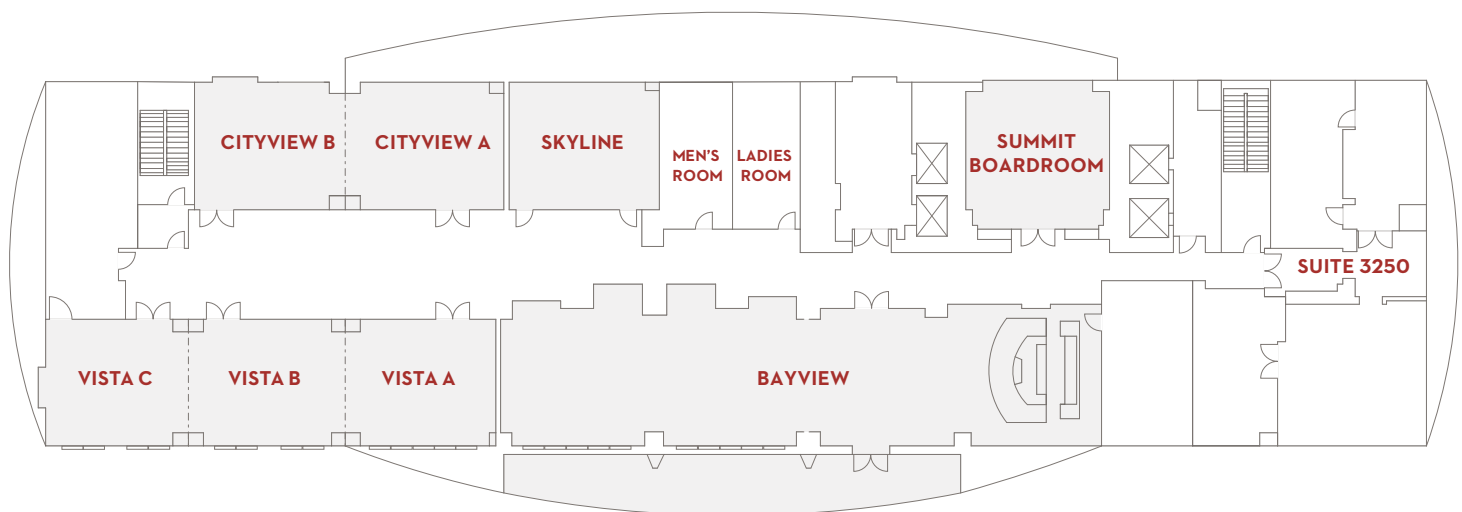 CITYVIEW B
CITYVIEW A
SKYLINE
MEN'S
ROOM
LADIES
ROOM
SUMMIT
BOARDROOM
SUITE 3250
VISTA C
VISTA B
VISTA A
BAYVIEW